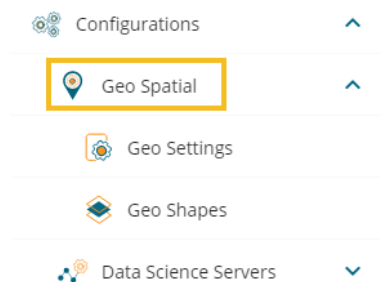 Configurations
Geo Spatial
Geo Settings
Geo Shapes
Data Science Servers